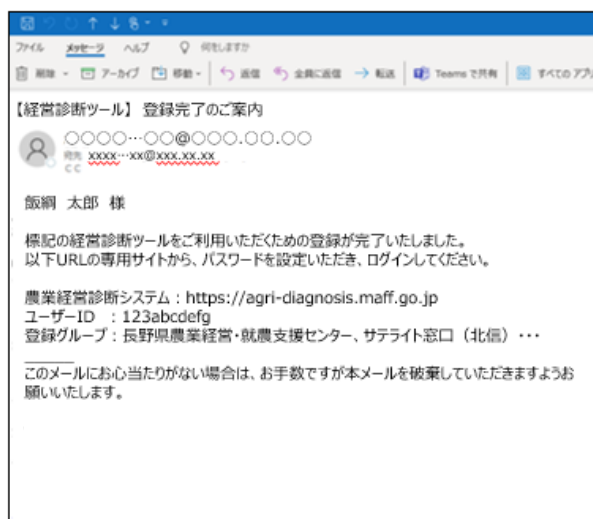 ファイル メッセージ ヘルプ 何をしますか
削除 アーカイブ 移動 返信 全員に返信 転送 Teams で共有 すべてのアプ
【経営診断ツール】 登録完了のご案内
○○○○…○○@○○○.○○.○○
宛先 xxxx…xx@xxx.xx.xx
CC
飯綱 太郎 様
標記の経営診断ツールをご利用いただくための登録が完了いたしました。
以下URLの専用サイトから、パスワードを設定いただき、ログインしてください。
農業経営診断システム：https://agri-diagnosis.maff.go.jp
ユーザーID ：123abcdefg
登録グループ：長野県農業経営・就農支援センター、サテライト窓口（北信）・・・
このメールにお心当たりがない場合は、お手数ですが本メールを破棄していただきますようお
願いいたします。